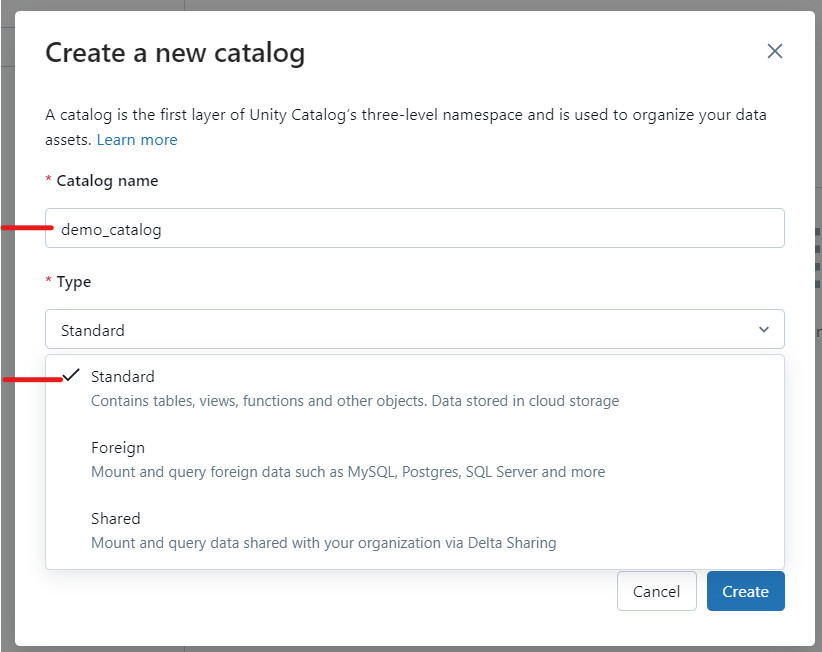 Create a new catalog
A catalog is the first layer of Unity Catalog's three-level namespace and is used to organize your data
assets. Learn more
* Catalog name
demo_catalog
* Type
Standard
Standard
Contains tables, views, functions and other objects. Data stored in cloud storage
Foreign
Mount and query foreign data such as MySQL, Postgres, SQL Server and more
Shared
Mount and query data shared with your organization via Delta Sharing
Cancel Create